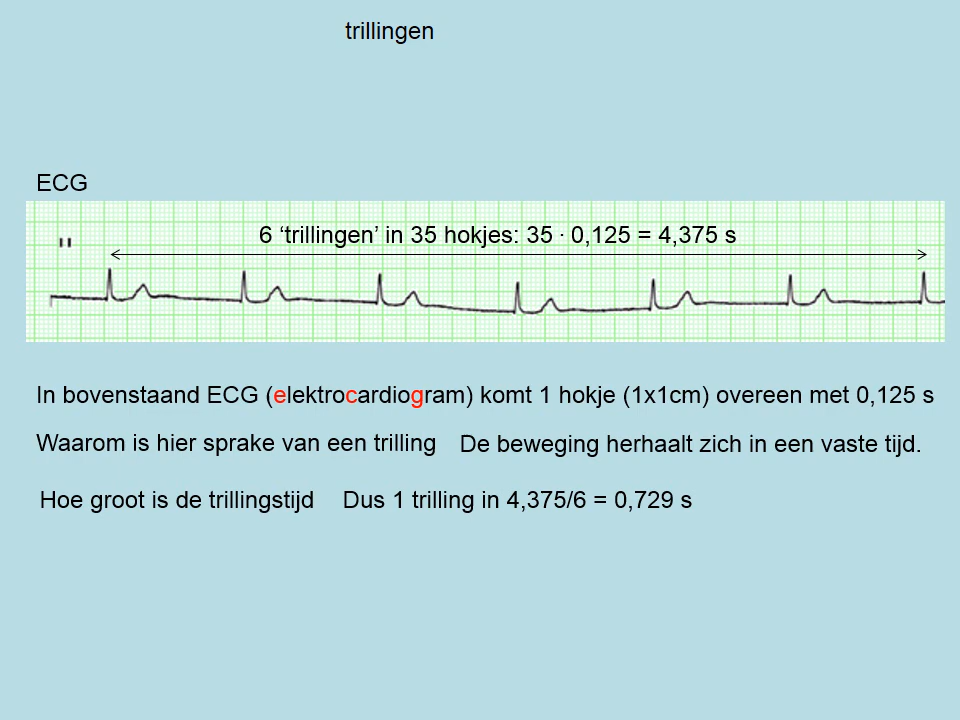 trillingen
ECG
6 ‘trillingen’ in 35 hokjes: 35 · 0,125 = 4,375 s
II
In bovenstaand ECG (elektrocardiogram) komt 1 hokje (1x1cm) overeen met 0,125 s
Waarom is hier sprake van een trilling De beweging herhaalt zich in een vaste tijd.
Hoe groot is de trillingstijd Dus 1 trilling in 4,375/6 = 0,729 s